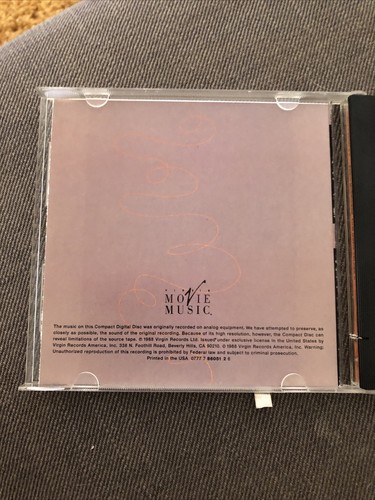 VIRGIN
MOVIE
MUSIC
The music on this Compact Digital Disc was originally recorded on analog equipment. We have attempted to preserve, as
closely as possible, the sound of the original recording. Because of its high resolution, however, the Compact Disc can
reveal limitations of the source tape. ℗ 1988 Virgin Records Ltd. Issued under exclusive license in the United States by
Virgin Records America, Inc. 338 N. Foothill Road, Beverly Hills, CA 90210. © 1988 Virgin Records America, Inc. Warning:
Unauthorized reproduction of this recording is prohibited by Federal law and subject to criminal prosecution.
Printed in the USA 0777 7 86091 2 6